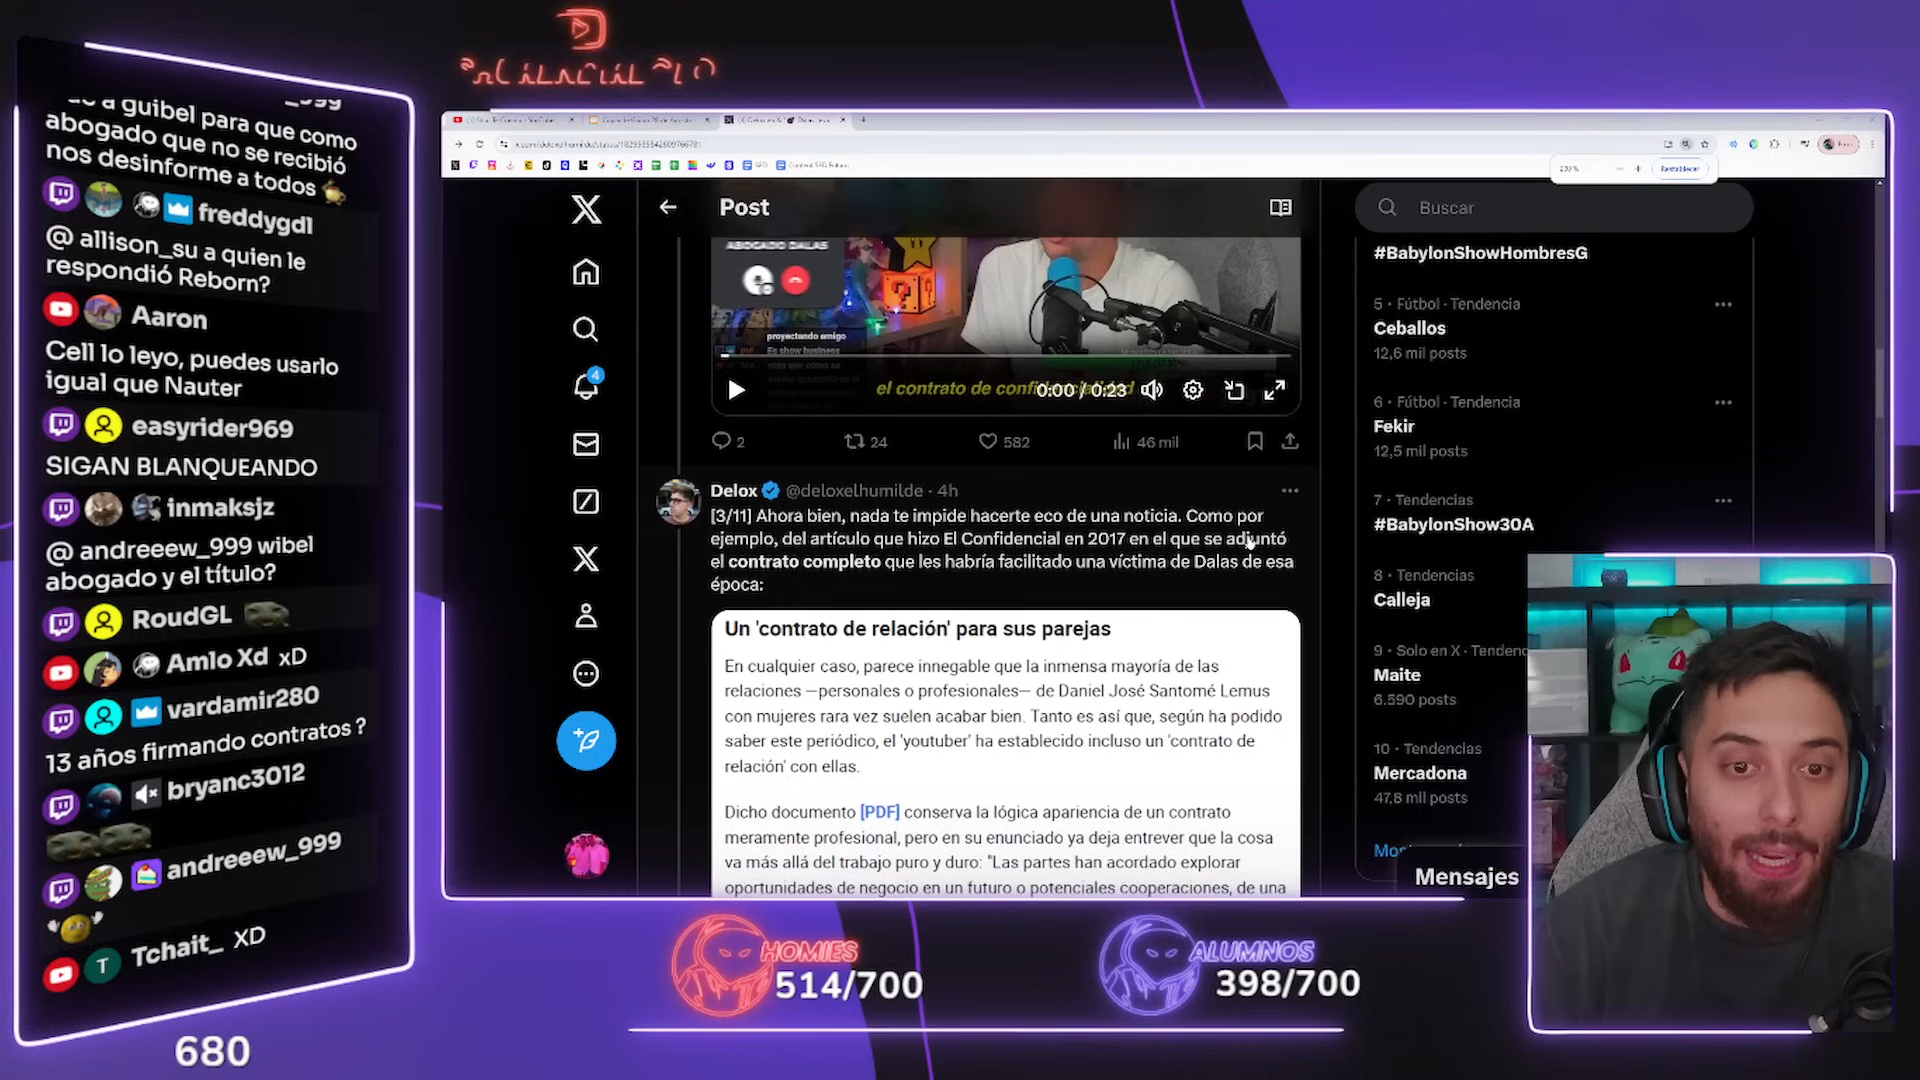 a guibel para que como
abogado que no se recibió
nos desinforme a todos
freddygdl
@ allison_su a quien le
respondió Reborn?
Aaron
Cell lo leyo, puedes usarlo
igual que Nauter
easyrider969
SIGAN BLANQUEANDO
inmaksjz
@ andreeew_999 wibel
abogado y el título?
RoudGL
Amlo Xd xD
vardamir280
13 años firmando contratos ?
bryanc3012
andreeew_999
T Tchait_ XD
680
Restablecer
Post
Buscar
ABOGADO DALAS
proyectando amigo
Es show business
el contrato de confidencialidad
0:00 / 0:23
2
24
582
46 mil
4
Delox @deloxelhumilde · 4h
[3/11] Ahora bien, nada te impide hacerte eco de una noticia. Como por
ejemplo, del artículo que hizo El Confidencial en 2017 en el que se adjuntó
el contrato completo que les habría facilitado una víctima de Dalas de esa
época:
Un 'contrato de relación' para sus parejas
En cualquier caso, parece innegable que la inmensa mayoría de las
relaciones —personales o profesionales— de Daniel José Santomé Lemus
con mujeres rara vez suelen acabar bien. Tanto es así que, según ha podido
saber este periódico, el 'youtuber' ha establecido incluso un 'contrato de
relación' con ellas.
Dicho documento [PDF] conserva la lógica apariencia de un contrato
meramente profesional, pero en su enunciado ya deja entrever que la cosa
va más allá del trabajo puro y duro: "Las partes han acordado explorar
oportunidades de negocio en un futuro o potenciales cooperaciones, de una
#BabylonShowHombresG
5 · Fútbol · Tendencia
Ceballos
12,6 mil posts
6 · Fútbol · Tendencia
Fekir
12,5 mil posts
7 · Tendencias
#BabylonShow30A
8 · Tendencias
Calleja
9 · Solo en X · Tendenc
Maite
6.590 posts
10 · Tendencias
Mercadona
47,8 mil posts
Mos
Mensajes
HOMIES
514/700
ALUMNOS
398/700